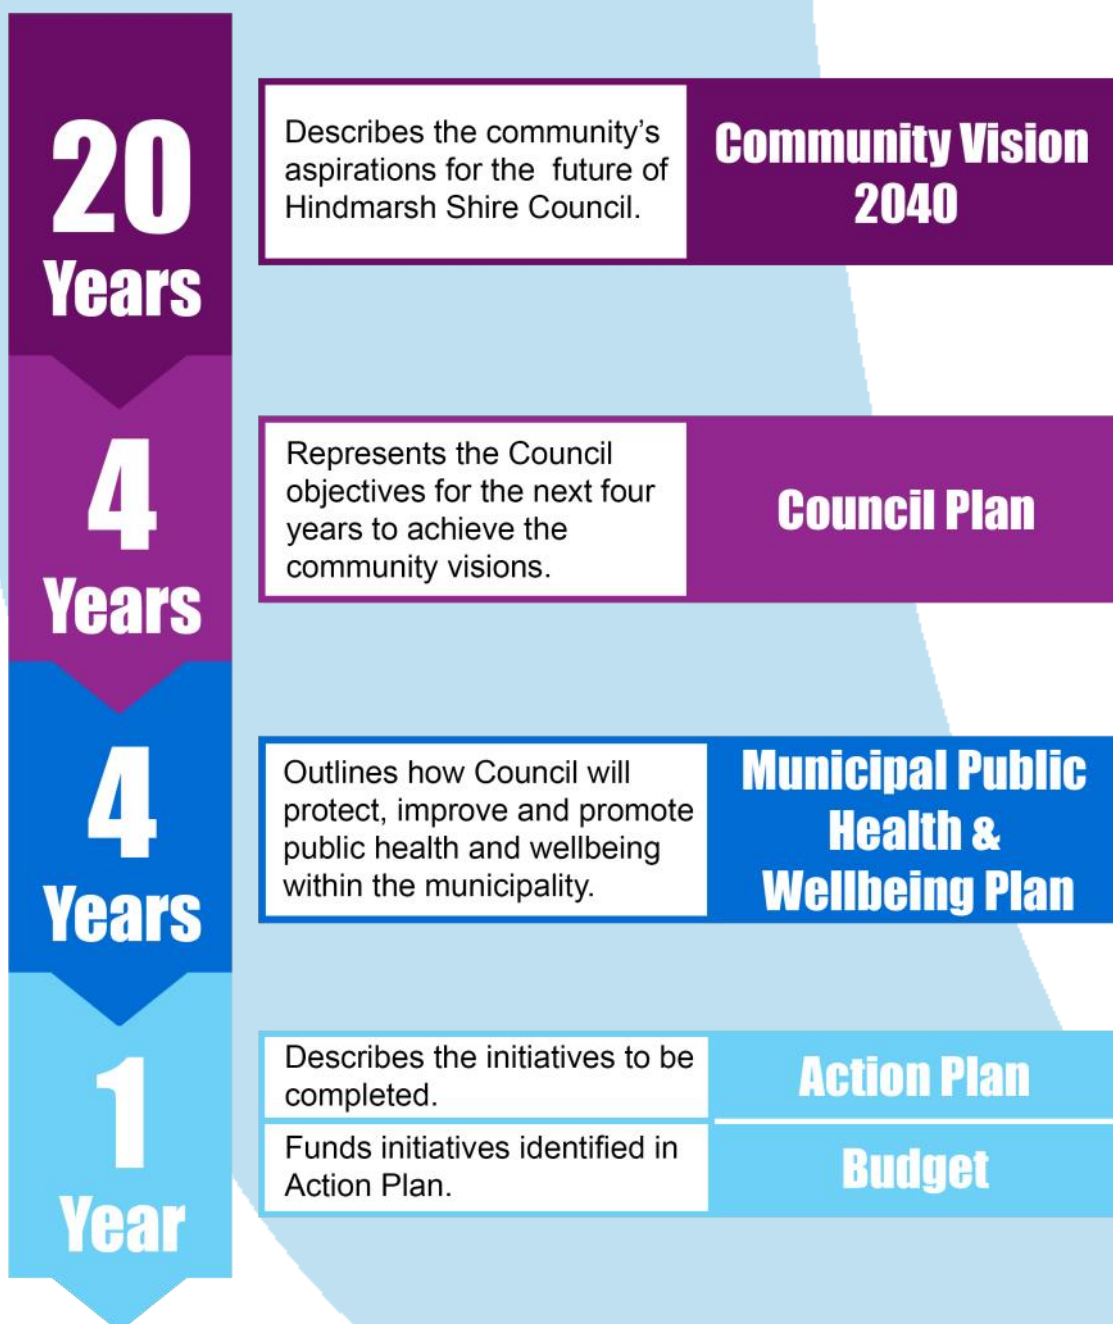 20
Years
Describes the community's
aspirations for the future of
Hindmarsh Shire Council.
Community Vision
2040
4
Years
Represents the Council
objectives for the next four
years to achieve the
community visions.
Council Plan
4
Years
Outlines how Council will
protect, improve and promote
public health and wellbeing
within the municipality.
Municipal Public
Health &
Wellbeing Plan
1
Year
Describes the initiatives to be
completed.
Action Plan
Funds initiatives identified in
Action Plan.
Budget